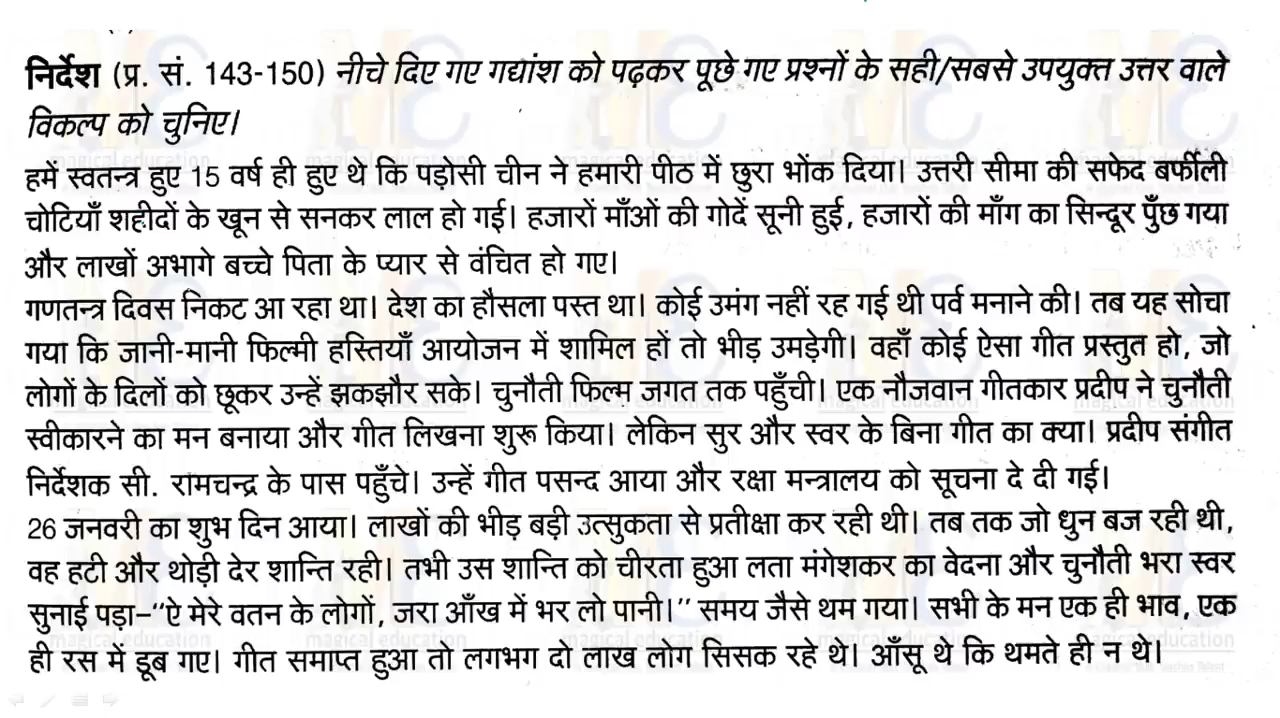 निर्देश (प्र. सं. 143-150) नीचे दिए गए गद्यांश को पढ़कर पूछे गए प्रश्नों के सही/सबसे उपयुक्त उत्तर वाले
विकल्प को चुनिए।
हमें स्वतन्त्र हुए 15 वर्ष ही हुए थे कि पड़ोसी चीन ने हमारी पीठ में छुरा भोंक दिया। उत्तरी सीमा की सफेद बर्फीली
चोटियाँ शहीदों के खून से सनकर लाल हो गई। हजारों माँओं की गोदें सूनी हुई, हजारों की माँग का सिन्दूर पुँछ गया
और लाखों अभागे बच्चे पिता के प्यार से वंचित हो गए।
गणतन्त्र दिवस निकट आ रहा था। देश का हौसला पस्त था। कोई उमंग नहीं रह गई थी पर्व मनाने की। तब यह सोचा
गया कि जानी-मानी फिल्मी हस्तियाँ आयोजन में शामिल हों तो भीड़ उमड़ेगी। वहाँ कोई ऐसा गीत प्रस्तुत हो, जो
लोगों के दिलों को छूकर उन्हें झकझौर सके। चुनौती फिल्म जगत तक पहुँची। एक नौजवान गीतकार प्रदीप ने चुनौती
स्वीकारने का मन बनाया और गीत लिखना शुरू किया। लेकिन सुर और स्वर के बिना गीत का क्या। प्रदीप संगीत
निर्देशक सी. रामचन्द्र के पास पहुँचे। उन्हें गीत पसन्द आया और रक्षा मन्त्रालय को सूचना दे दी गई।
26 जनवरी का शुभ दिन आया। लाखों की भीड़ बड़ी उत्सुकता से प्रतीक्षा कर रही थी। तब तक जो धुन बज रही थी,
वह हटी और थोड़ी देर शान्ति रही। तभी उस शान्ति को चीरता हुआ लता मंगेशकर का वेदना और चुनौती भरा स्वर
सुनाई पड़ा–"ऐ मेरे वतन के लोगों, जरा आँख में भर लो पानी।" समय जैसे थम गया। सभी के मन एक ही भाव, एक
ही रस में डूब गए। गीत समाप्त हुआ तो लगभग दो लाख लोग सिसक रहे थे। आँसू थे कि थमते ही न थे।